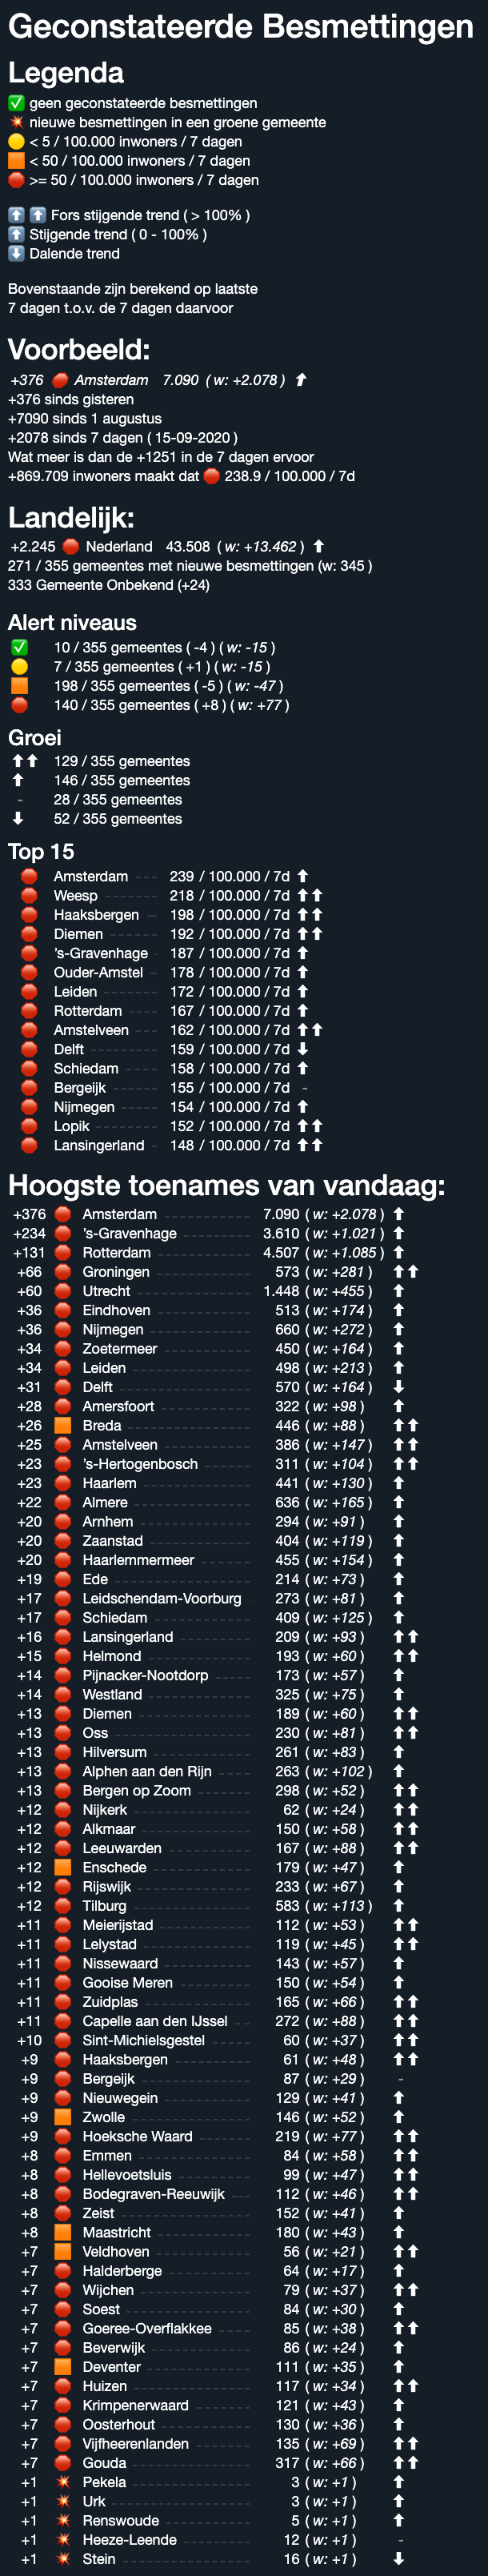 Geconstateerde Besmettingen
Legenda
✅ geen geconstateerde besmettingen
💥 nieuwe besmettingen in een groene gemeente
🟡 < 5 / 100.000 inwoners / 7 dagen
🟧 < 50 / 100.000 inwoners / 7 dagen
🛑 >= 50 / 100.000 inwoners / 7 dagen
⬆️ ⬆️ Fors stijgende trend ( > 100% )
⬆️ Stijgende trend ( 0 - 100% )
⬇️ Dalende trend
Bovenstaande zijn berekend op laatste
7 dagen t.o.v. de 7 dagen daarvoor
Voorbeeld:
+376 🛑 Amsterdam 7.090 ( w: +2.078 ) ⬆
+376 sinds gisteren
+7090 sinds 1 augustus
+2078 sinds 7 dagen ( 15-09-2020 )
Wat meer is dan de +1251 in de 7 dagen ervoor
+869.709 inwoners maakt dat 🛑 238.9 / 100.000 / 7d
Landelijk:
+2.245 🛑 Nederland 43.508 ( w: +13.462 ) ⬆
271 / 355 gemeentes met nieuwe besmettingen (w: 345 )
333 Gemeente Onbekend (+24)
Alert niveaus
✅ 10 / 355 gemeentes ( -4 ) ( w: -15 )
🟡 7 / 355 gemeentes ( +1 ) ( w: -15 )
🟧 198 / 355 gemeentes ( -5 ) ( w: -47 )
🛑 140 / 355 gemeentes ( +8 ) ( w: +77 )
Groei
⬆⬆ 129 / 355 gemeentes
⬆ 146 / 355 gemeentes
- 28 / 355 gemeentes
⬇ 52 / 355 gemeentes
Top 15
🛑 Amsterdam --- 239 / 100.000 / 7d ⬆
🛑 Weesp ------- 218 / 100.000 / 7d ⬆⬆
🛑 Haaksbergen -- 198 / 100.000 / 7d ⬆⬆
🛑 Diemen ------ 192 / 100.000 / 7d ⬆⬆
🛑 's-Gravenhage - 187 / 100.000 / 7d ⬆
🛑 Ouder-Amstel - 178 / 100.000 / 7d ⬆
🛑 Leiden ------- 172 / 100.000 / 7d ⬆
🛑 Rotterdam ---- 167 / 100.000 / 7d ⬆
🛑 Amstelveen --- 162 / 100.000 / 7d ⬆⬆
🛑 Delft --------- 159 / 100.000 / 7d ⬇
🛑 Schiedam ---- 158 / 100.000 / 7d ⬆
🛑 Bergeijk ------ 155 / 100.000 / 7d -
🛑 Nijmegen ----- 154 / 100.000 / 7d ⬆
🛑 Lopik -------- 152 / 100.000 / 7d ⬆⬆
🛑 Lansingerland - 148 / 100.000 / 7d ⬆⬆
Hoogste toenames van vandaag:
+376 🛑 Amsterdam 7.090 ( w: +2.078 ) ⬆
+234 🛑 's-Gravenhage 3.610 ( w: +1.021 ) ⬆
+131 🛑 Rotterdam 4.507 ( w: +1.085 ) ⬆
+66 🛑 Groningen 573 ( w: +281 ) ⬆⬆
+60 🛑 Utrecht 1.448 ( w: +455 ) ⬆
+36 🛑 Eindhoven 513 ( w: +174 ) ⬆
+36 🛑 Nijmegen 660 ( w: +272 ) ⬆
+34 🛑 Zoetermeer 450 ( w: +164 ) ⬆
+34 🛑 Leiden 498 ( w: +213 ) ⬆
+31 🛑 Delft 570 ( w: +164 ) ⬇
+28 🛑 Amersfoort 322 ( w: +98 ) ⬆
+26 🟧 Breda 446 ( w: +88 ) ⬆⬆
+25 🛑 Amstelveen 386 ( w: +147 ) ⬆⬆
+23 🛑 's-Hertogenbosch 311 ( w: +104 ) ⬆⬆
+23 🛑 Haarlem 441 ( w: +130 ) ⬆
+22 🛑 Almere 636 ( w: +165 ) ⬆
+20 🛑 Arnhem 294 ( w: +91 ) ⬆
+20 🛑 Zaanstad 404 ( w: +119 ) ⬆
+20 🛑 Haarlemmermeer 455 ( w: +154 ) ⬆
+19 🛑 Ede 214 ( w: +73 ) ⬆
+17 🛑 Leidschendam-Voorburg 273 ( w: +81 ) ⬆
+17 🛑 Schiedam 409 ( w: +125 ) ⬆
+16 🛑 Lansingerland 209 ( w: +93 ) ⬆⬆
+15 🛑 Helmond 193 ( w: +60 ) ⬆⬆
+14 🛑 Pijnacker-Nootdorp 173 ( w: +57 ) ⬆
+14 🛑 Westland 325 ( w: +75 ) ⬆
+13 🛑 Diemen 189 ( w: +60 ) ⬆⬆
+13 🛑 Oss 230 ( w: +81 ) ⬆⬆
+13 🛑 Hilversum 261 ( w: +83 ) ⬆
+13 🛑 Alphen aan den Rijn 263 ( w: +102 ) ⬆
+13 🛑 Bergen op Zoom 298 ( w: +52 ) ⬆⬆
+12 🛑 Nijkerk 62 ( w: +24 ) ⬆⬆
+12 🛑 Alkmaar 150 ( w: +58 ) ⬆⬆
+12 🛑 Leeuwarden 167 ( w: +88 ) ⬆⬆
+12 🟧 Enschede 179 ( w: +47 ) ⬆
+12 🛑 Rijswijk 233 ( w: +67 ) ⬆
+12 🛑 Tilburg 583 ( w: +113 ) ⬆
+11 🛑 Meierijstad 112 ( w: +53 ) ⬆⬆
+11 🛑 Lelystad 119 ( w: +45 ) ⬆⬆
+11 🛑 Nissewaard 143 ( w: +57 ) ⬆
+11 🛑 Gooise Meren 150 ( w: +54 ) ⬆
+11 🛑 Zuidplas 165 ( w: +66 ) ⬆⬆
+11 🛑 Capelle aan den IJssel 272 ( w: +88 ) ⬆⬆
+10 🛑 Sint-Michielsgestel 60 ( w: +37 ) ⬆⬆
+9 🛑 Haaksbergen 61 ( w: +48 ) ⬆⬆
+9 🛑 Bergeijk 87 ( w: +29 ) -
+9 🛑 Nieuwegein 129 ( w: +41 ) ⬆
+9 🟧 Zwolle 146 ( w: +52 ) ⬆
+9 🛑 Hoeksche Waard 219 ( w: +77 ) ⬆⬆
+8 🛑 Emmen 84 ( w: +58 ) ⬆⬆
+8 🛑 Hellevoetsluis 99 ( w: +47 ) ⬆⬆
+8 🛑 Bodegraven-Reeuwijk 112 ( w: +46 ) ⬆⬆
+8 🛑 Zeist 152 ( w: +41 ) ⬆
+8 🟧 Maastricht 180 ( w: +43 ) ⬆
+7 🟧 Veldhoven 56 ( w: +21 ) ⬆⬆
+7 🛑 Halderberge 64 ( w: +17 ) ⬆
+7 🛑 Wijchen 79 ( w: +37 ) ⬆⬆
+7 🛑 Soest 84 ( w: +30 ) ⬆
+7 🛑 Goeree-Overflakkee 85 ( w: +38 ) ⬆⬆
+7 🛑 Beverwijk 86 ( w: +24 ) ⬆
+7 🟧 Deventer 111 ( w: +35 ) ⬆
+7 🛑 Huizen 117 ( w: +34 ) ⬆⬆
+7 🛑 Krimpenerwaard 121 ( w: +43 ) ⬆
+7 🛑 Oosterhout 130 ( w: +36 ) ⬆
+7 🛑 Vijfheerenlanden 135 ( w: +69 ) ⬆⬆
+7 🛑 Gouda 317 ( w: +66 ) ⬆⬆
+1 💥 Pekela 3 ( w: +1 ) ⬆
+1 💥 Urk 3 ( w: +1 ) ⬆
+1 💥 Renswoude 5 ( w: +1 ) ⬆
+1 💥 Heeze-Leende 12 ( w: +1 ) -
+1 💥 Stein 16 ( w: +1 ) ⬇